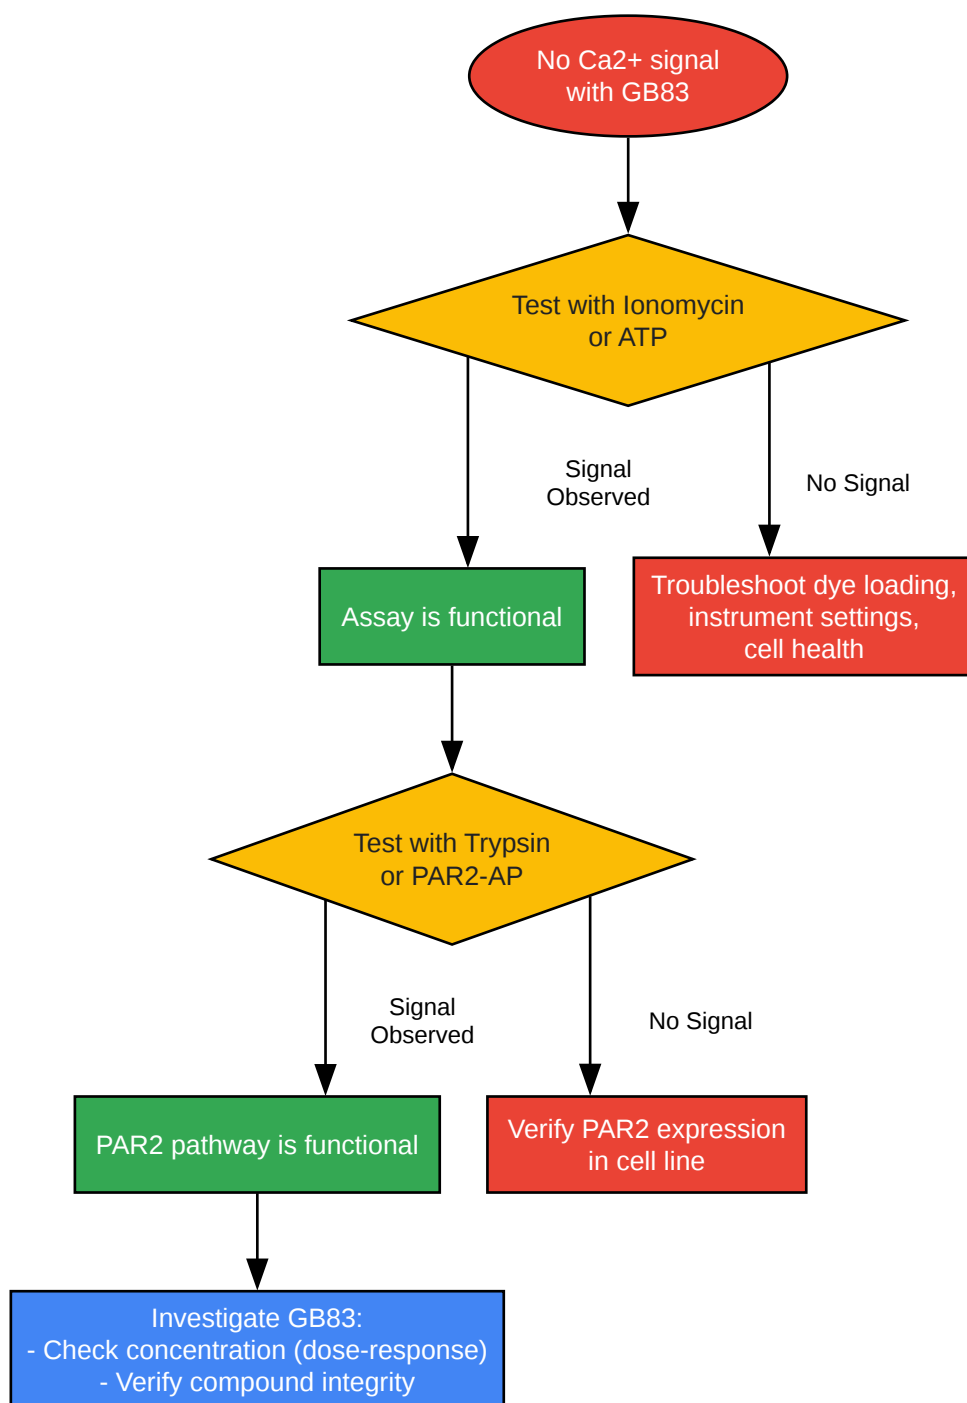 No Ca2+ signal
with GB83
Test with Ionomycin
or ATP
Signal
Observed
No Signal
Assay is functional
Troubleshoot dye loading,
instrument settings,
cell health
Test with Trypsin
or PAR2-AP
Signal
Observed
No Signal
PAR2 pathway is functional
Verify PAR2 expression
in cell line
Investigate GB83:
- Check concentration (dose-response)
- Verify compound integrity